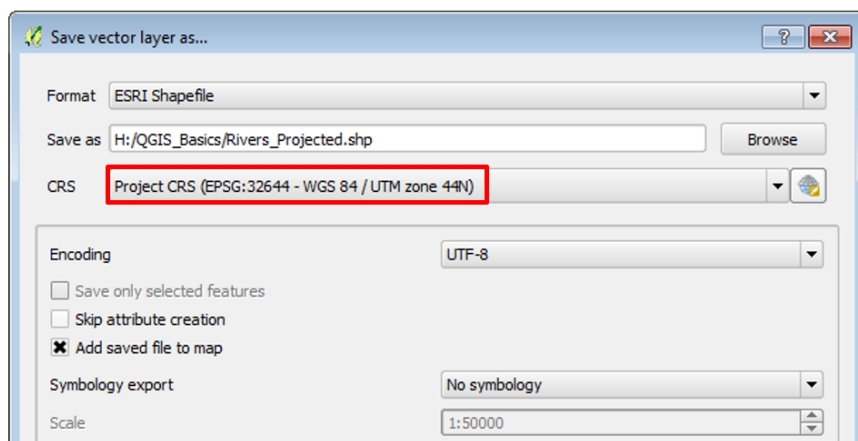 Save vector layer as...
?
Format ESRI Shapefile
Save as H:/QGIS_Basics/Rivers_Projected.shp Browse
CRS Project CRS (EPSG:32644 - WGS 84 / UTM zone 44N)
Encoding UTF-8
Save only selected features
Skip attribute creation
Add saved file to map
Symbology export No symbology
Scale 1:50000